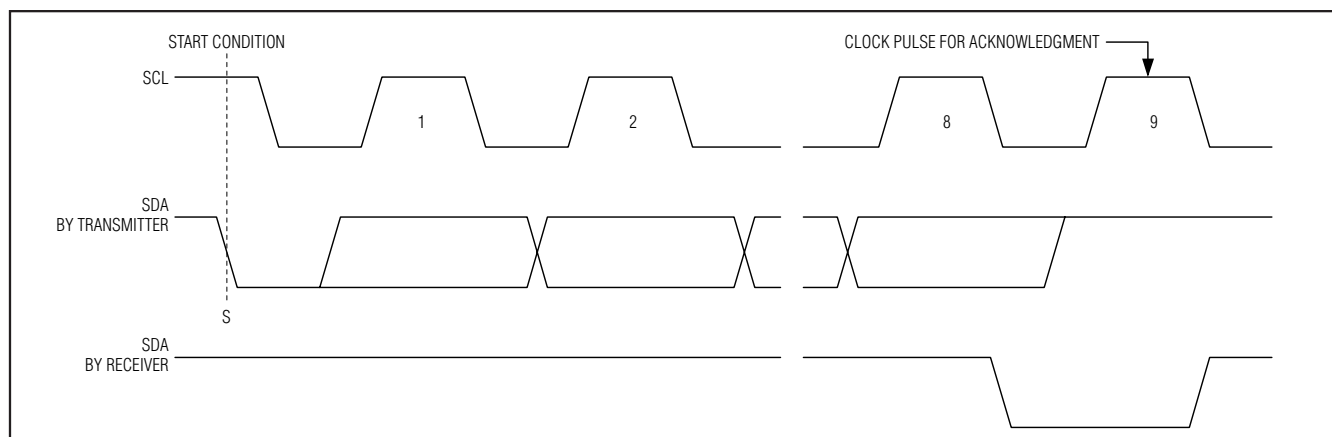 START CONDITION
CLOCK PULSE FOR ACKNOWLEDGMENT
SCL
1
2
8
9
SDA
BY TRANSMITTER
S
SDA
BY RECEIVER